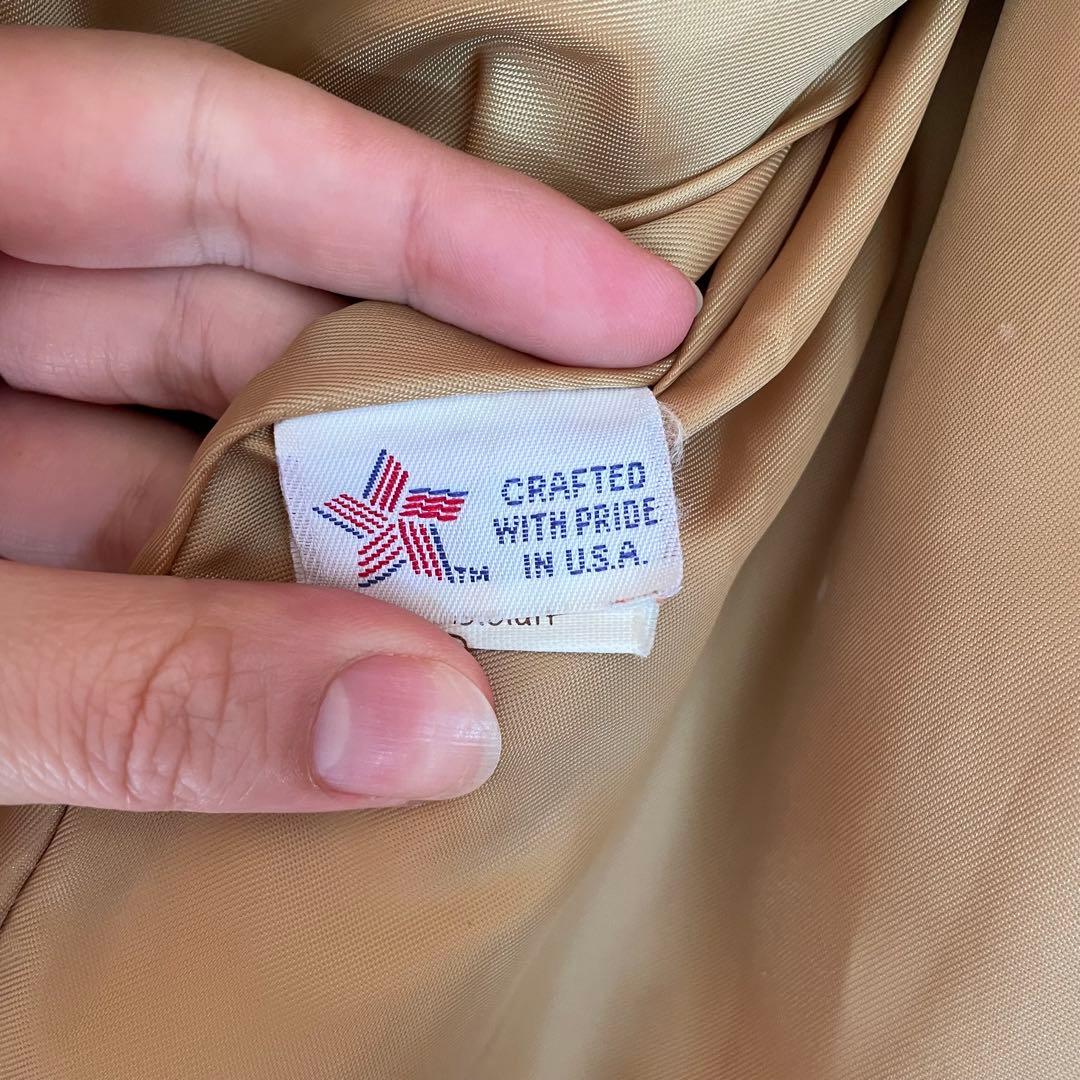 CRAFTED
WITH PRIDE
IN U.S.A.
TM